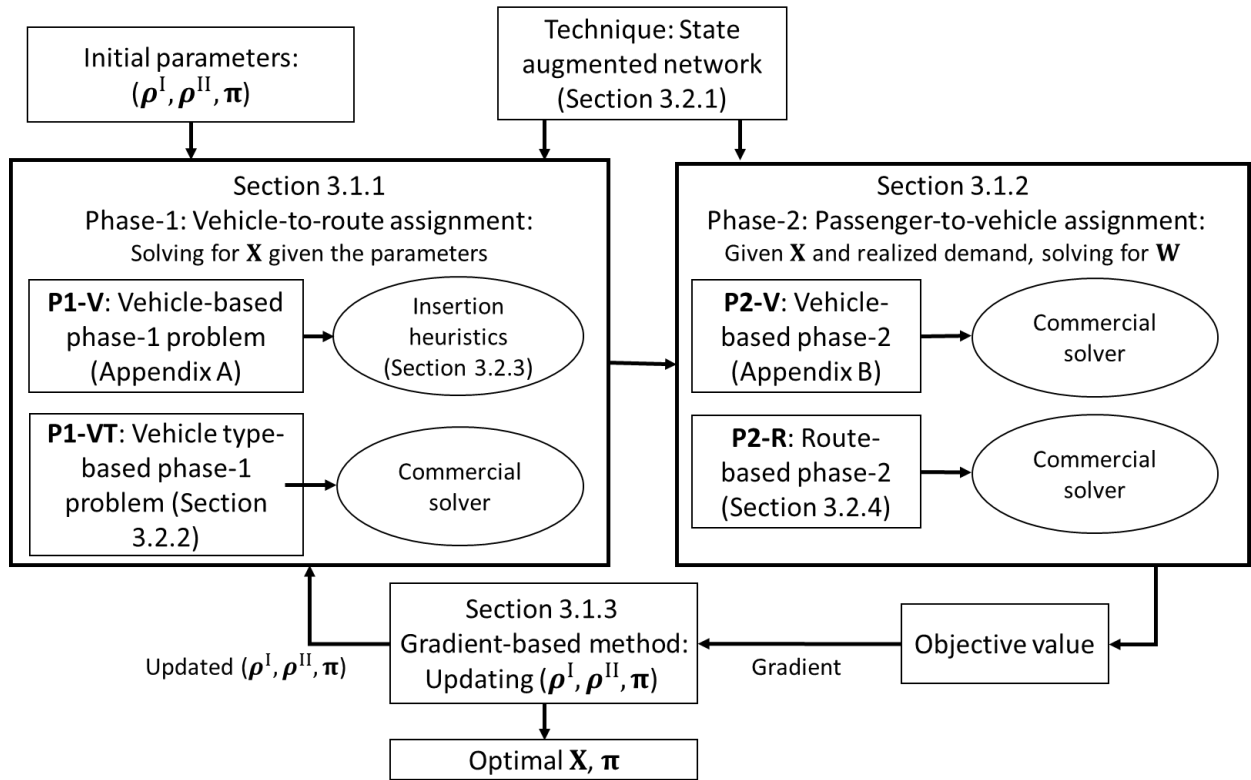 Initial parameters:
(ρ^I, ρ^II, π)
Technique: State
augmented network
(Section 3.2.1)
Section 3.1.1
Phase-1: Vehicle-to-route assignment:
Solving for X given the parameters
P1-V: Vehicle-based
phase-1 problem
(Appendix A)
Insertion
heuristics
(Section 3.2.3)
P1-VT: Vehicle type-
based phase-1
problem (Section
3.2.2)
Commercial
solver
Section 3.1.2
Phase-2: Passenger-to-vehicle assignment:
Given X and realized demand, solving for W
P2-V: Vehicle-
based phase-2
(Appendix B)
Commercial
solver
P2-R: Route-
based phase-2
(Section 3.2.4)
Commercial
solver
Updated (ρ^I, ρ^II, π)
Section 3.1.3
Gradient-based method:
Updating (ρ^I, ρ^II, π)
Gradient
Objective value
Optimal X, π